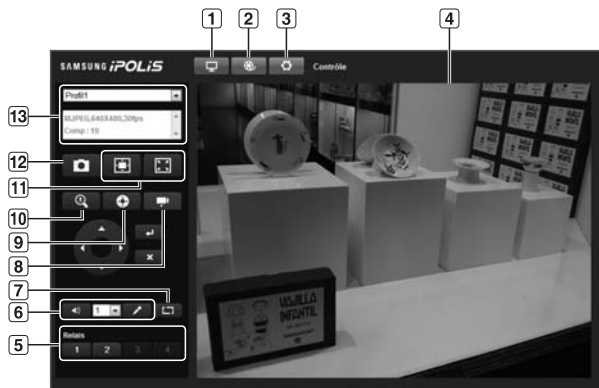 1 2 3 4
SAMSUNG iPOLiS
Contrôle
Profil1
MJPEG,640X480,30fps
Comp : 10
13
12
11
10
9
8
7
6
1
5
Relais
1 2 3 4
VAJILLA
INFANTIL